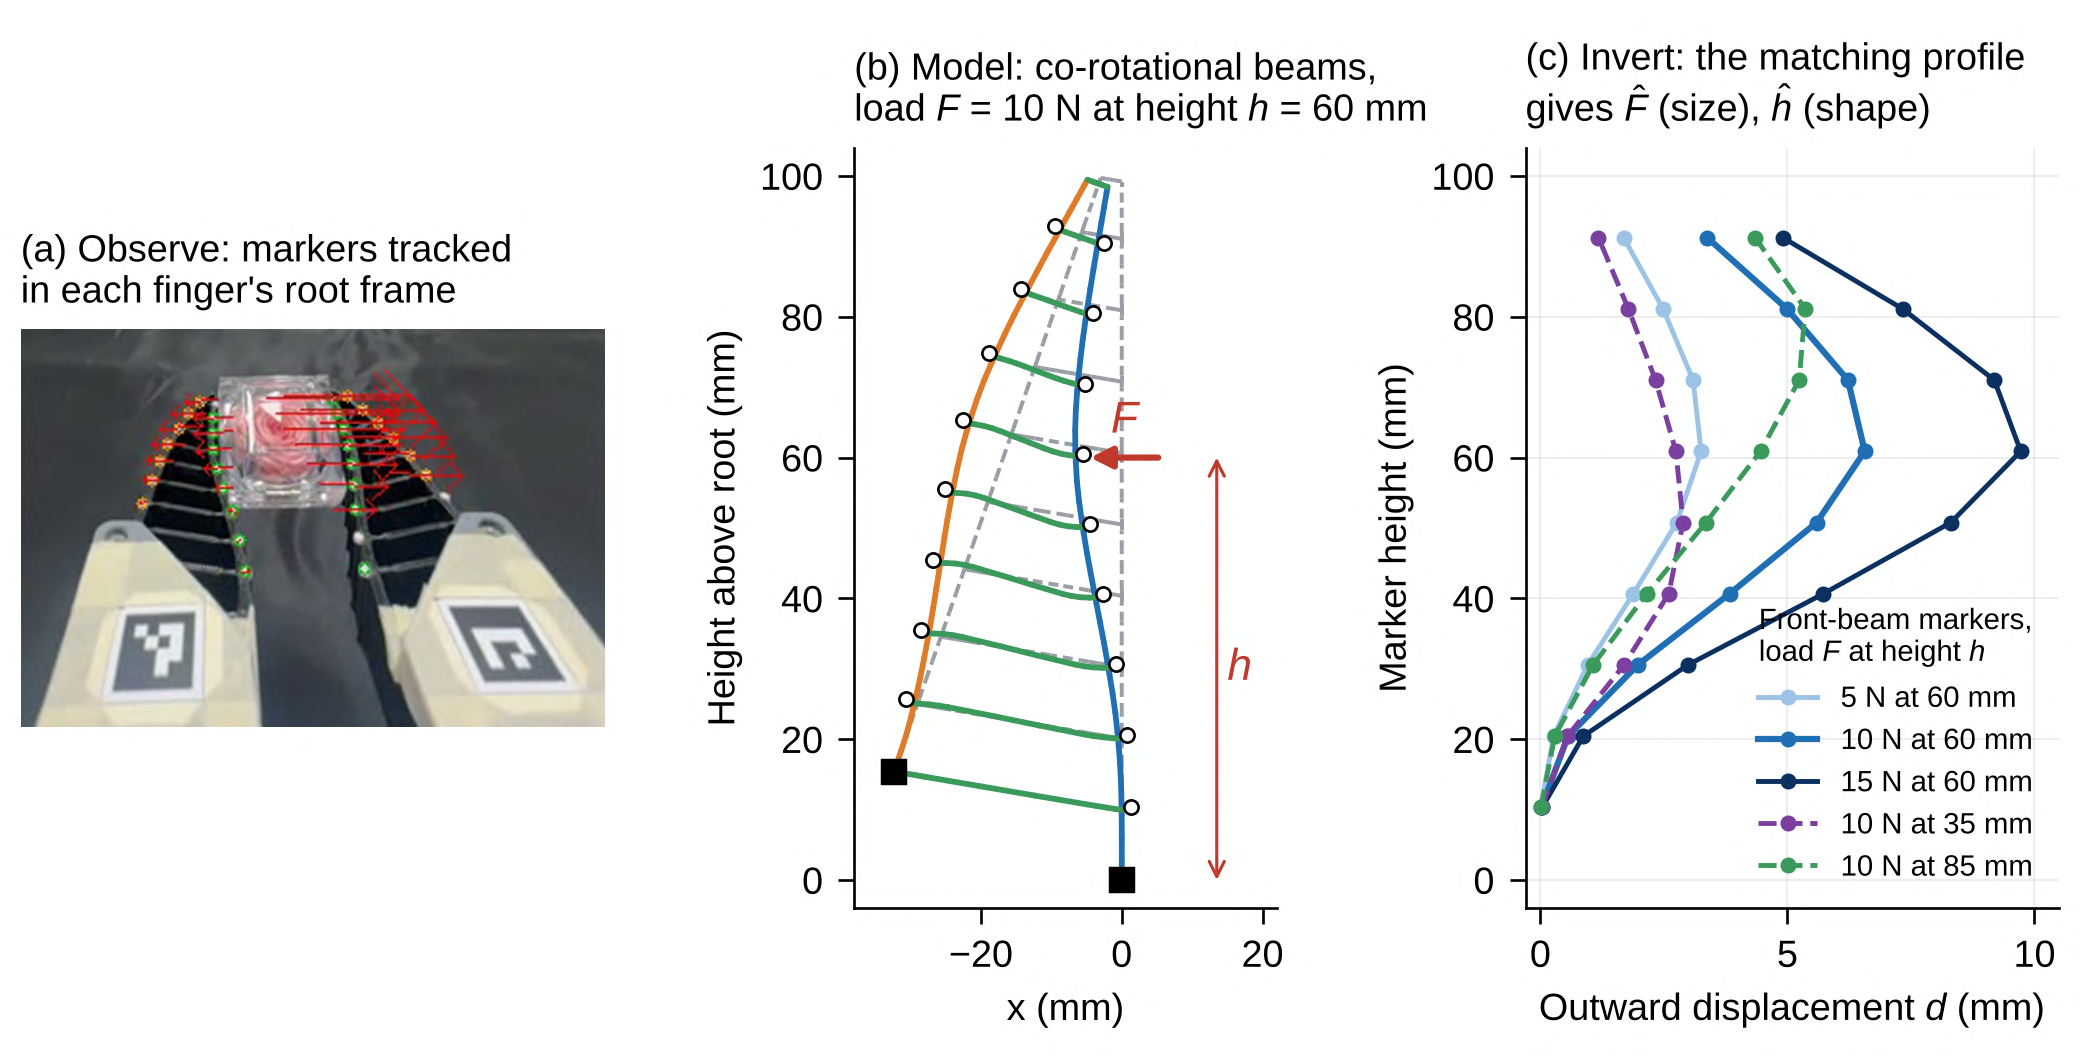 (a) Observe: markers tracked
in each finger's root frame
(b) Model: co-rotational beams,
load F = 10 N at height h = 60 mm
Height above root (mm)
100
80
60
40
20
0
−20
0
20
x (mm)
F
h
(c) Invert: the matching profile
gives F̂ (size), ĥ (shape)
Marker height (mm)
100
80
60
40
20
0
0
5
10
Outward displacement d (mm)
Front-beam markers,
load F at height h
5 N at 60 mm
10 N at 60 mm
15 N at 60 mm
10 N at 35 mm
10 N at 85 mm